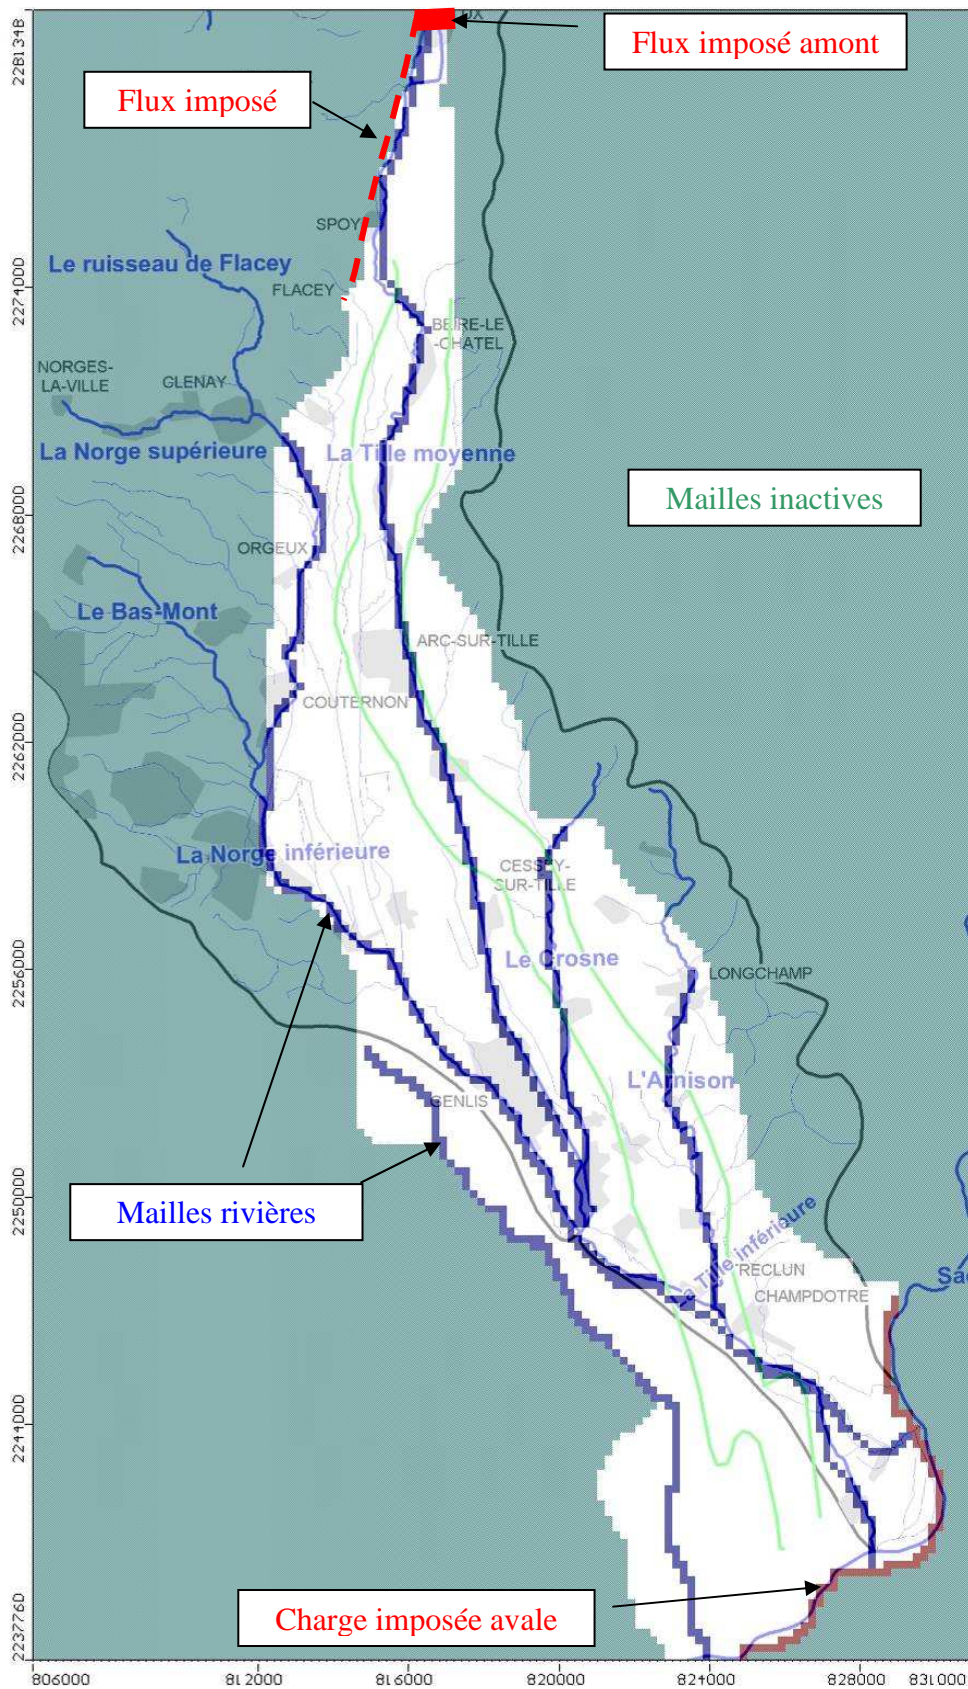 Flux imposé amont
Flux imposé
SPOY
Le ruisseau de Flacey
FLACEY
BEIRE-LE
-CHATEL
NORGES-
LA-VILLE
GLENAY
La Norge supérieure
La Tille moyenne
Mailles inactives
ORGEUX
Le Bas-Mont
ARC-SUR-TILLE
COUTERNON
La Norge inférieure
CESSEY-
SUR-TILLE
Le Crosne
LONGCHAMP
L'Arnison
GENLIS
Mailles rivières
La Tille inférieure
TRECLUN
CHAMPDOTRE
Charge imposée avale
2271000
2268000
2262000
2256000
2250000
2244000
2237760
806000
812000
816000
820000
824000
828000
831000